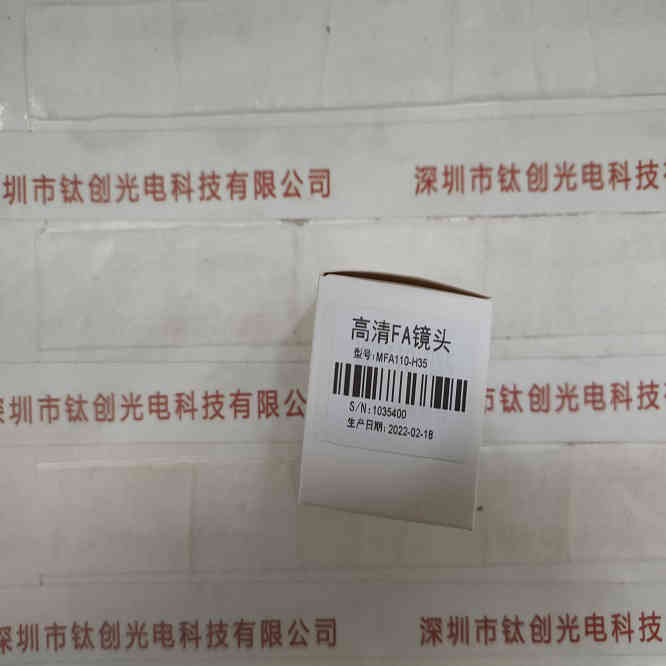 圳市钛创光电科技有限公司
深圳市钛创光电科技有
高清FA镜头
型号:MFA110-H35
S/N:1035400
生产日期:2022-02-18
深圳市钛创光电科技有限公
市钛创光电科技有
深圳市钛创光电科技有限公司
深圳市钛创光电科技有